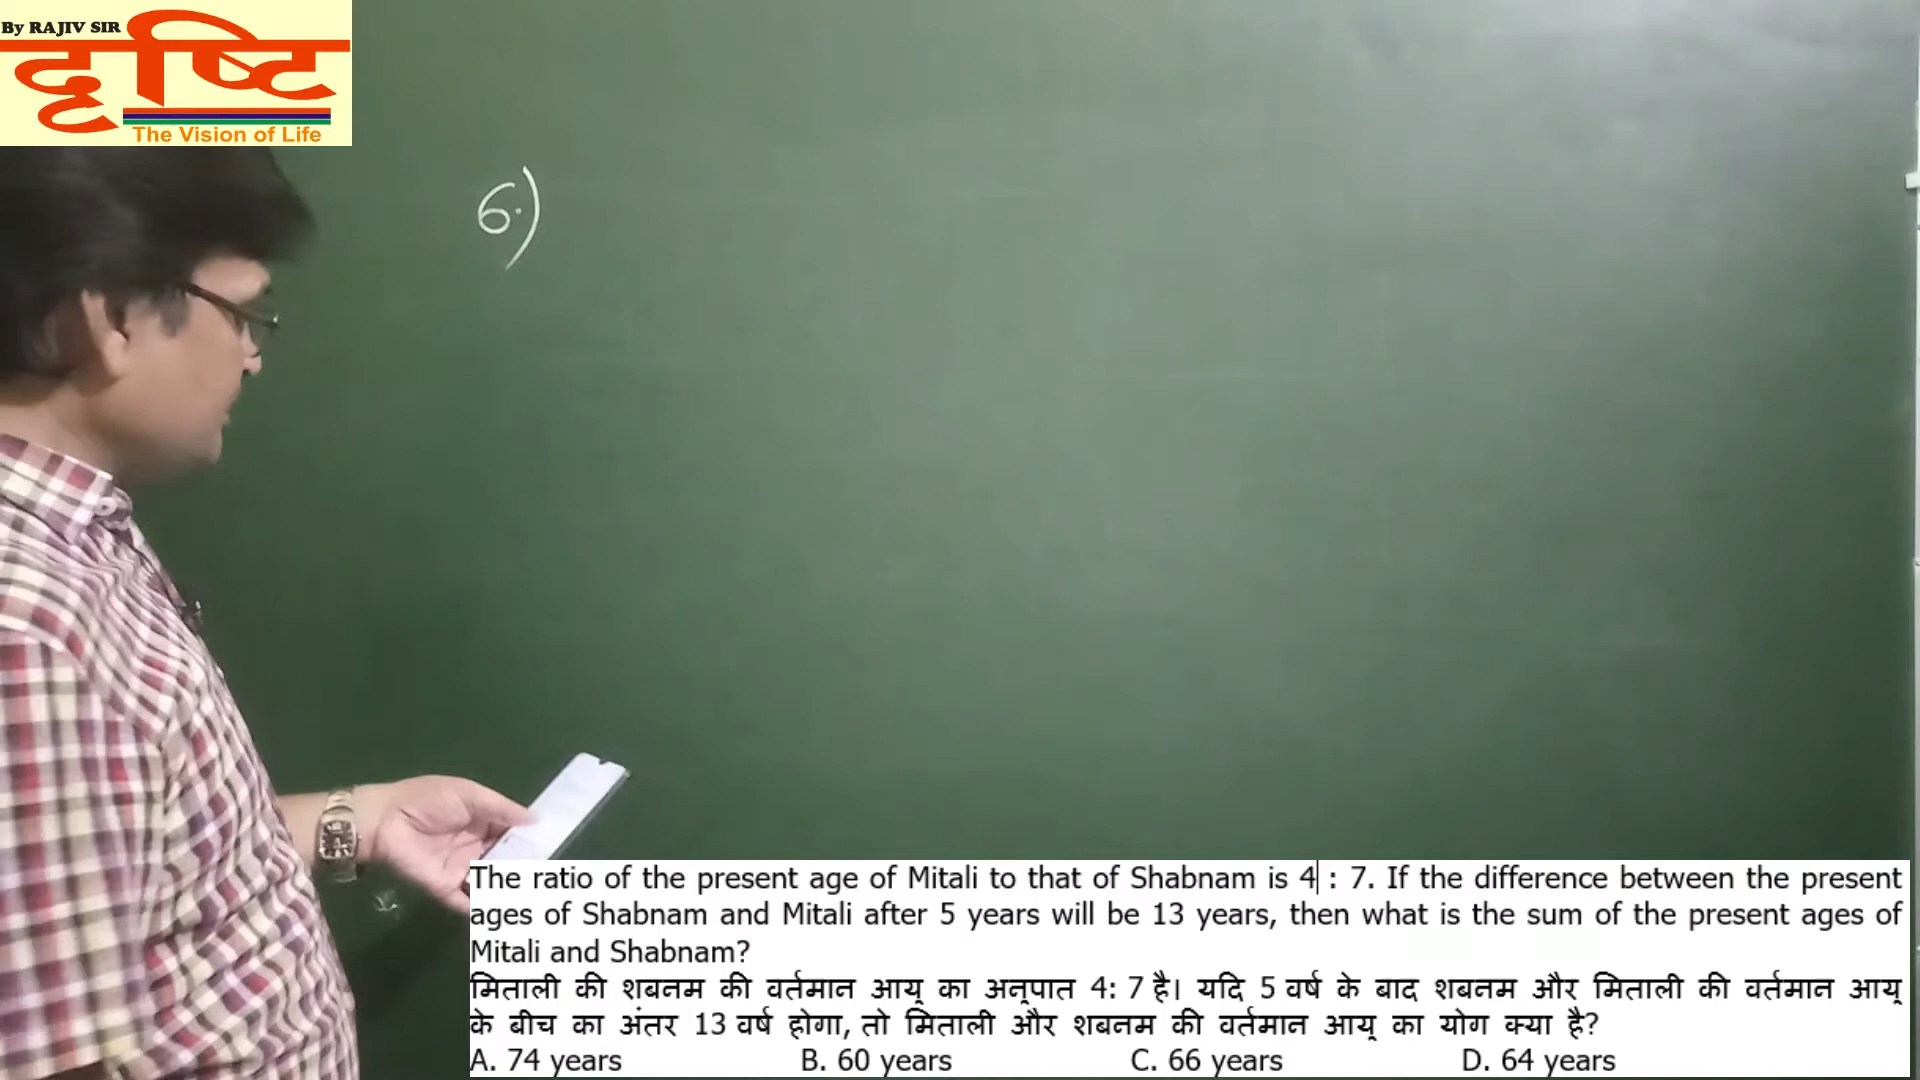 By RAJIV SIR
दृष्टि
The Vision of Life
6.)
The ratio of the present age of Mitali to that of Shabnam is 4 : 7. If the difference between the present
ages of Shabnam and Mitali after 5 years will be 13 years, then what is the sum of the present ages of
Mitali and Shabnam?
मिताली की शबनम की वर्तमान आयु का अनुपात 4: 7 है। यदि 5 वर्ष के बाद शबनम और मिताली की वर्तमान आयु
के बीच का अंतर 13 वर्ष होगा, तो मिताली और शबनम की वर्तमान आयु का योग क्या है?
A. 74 years B. 60 years C. 66 years D. 64 years